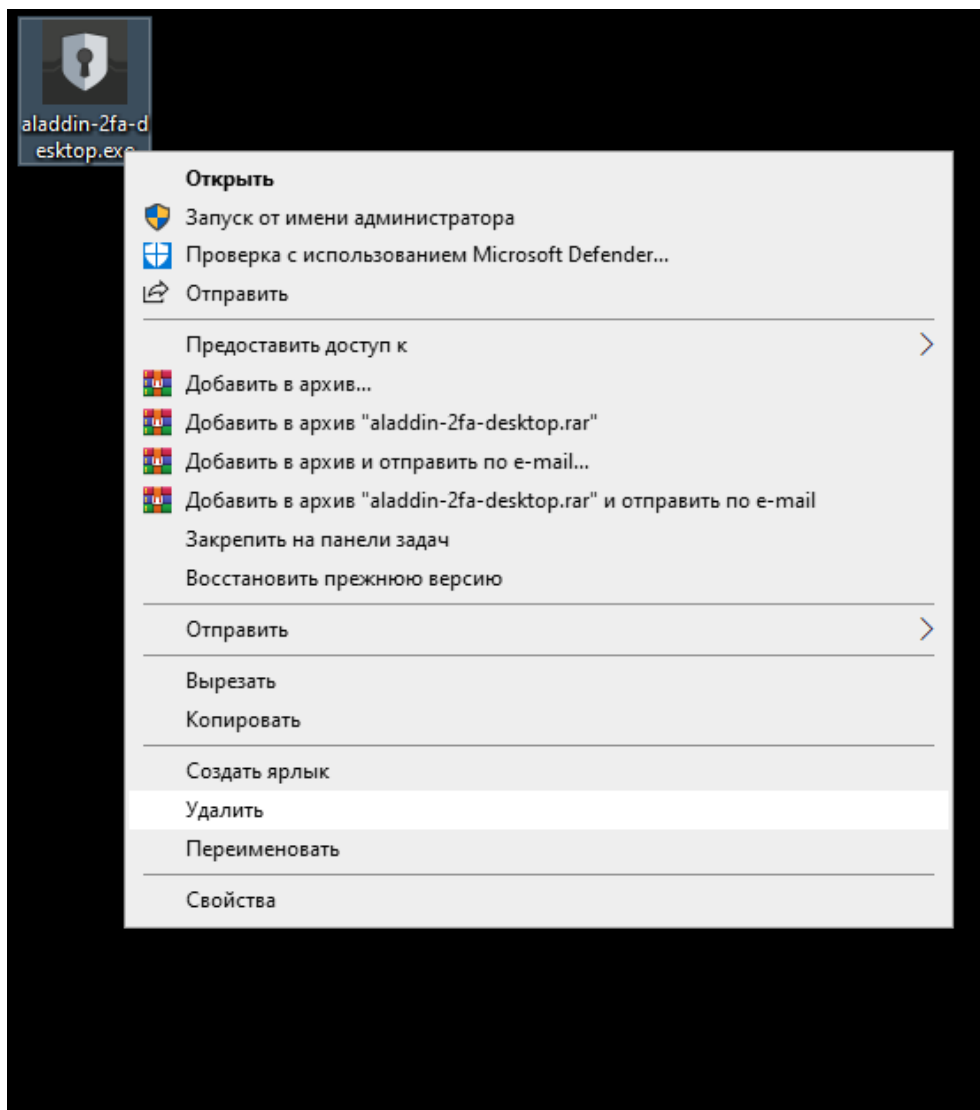 aladdin-2fa-d
esktop.exe
Открыть
Запуск от имени администратора
Проверка с использованием Microsoft Defender...
Отправить
Предоставить доступ к
Добавить в архив...
Добавить в архив "aladdin-2fa-desktop.rar"
Добавить в архив и отправить по e-mail...
Добавить в архив "aladdin-2fa-desktop.rar" и отправить по e-mail
Закрепить на панели задач
Восстановить прежнюю версию
Отправить
Вырезать
Копировать
Создать ярлык
Удалить
Переименовать
Свойства